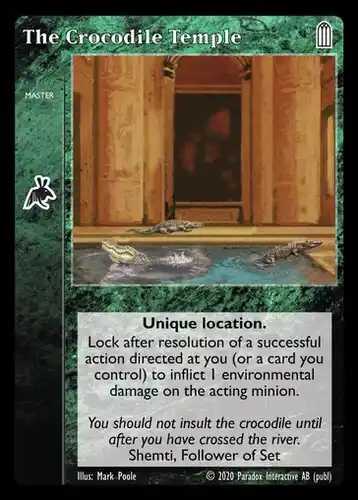 The Crocodile Temple
MASTER
Unique location.
Lock after resolution of a successful
action directed at you (or a card you
control) to inflict 1 environmental
damage on the acting minion.
You should not insult the crocodile until
after you have crossed the river.
Shemti, Follower of Set
Illus: Mark Poole
© 2020 Paradox Interactive AB (publ)